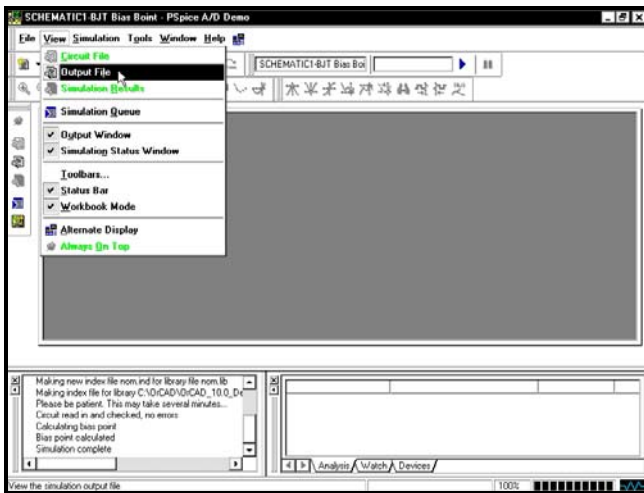 SCHEMATIC1-BJT Bias Boint - PSpice A/D Demo
File View Simulation Tools Window Help
Circuit File
Output File
SCHEMATIC1-BJT Bias Boi
Simulation Results
Simulation Queue
Output Window
Simulation Status Window
Toolbars...
Status Bar
Workbook Mode
Alternate Display
Always On Top
Making new index file nom.ind for library file nom.lib
Making index file for library C:\OrCAD\OrCAD_10.0_De
Please be patient. This may take several minutes...
Circuit read in and checked, no errors
Calculating bias point
Bias point calculated
Simulation complete
Analysis Watch Devices
View the simulation output file
100%